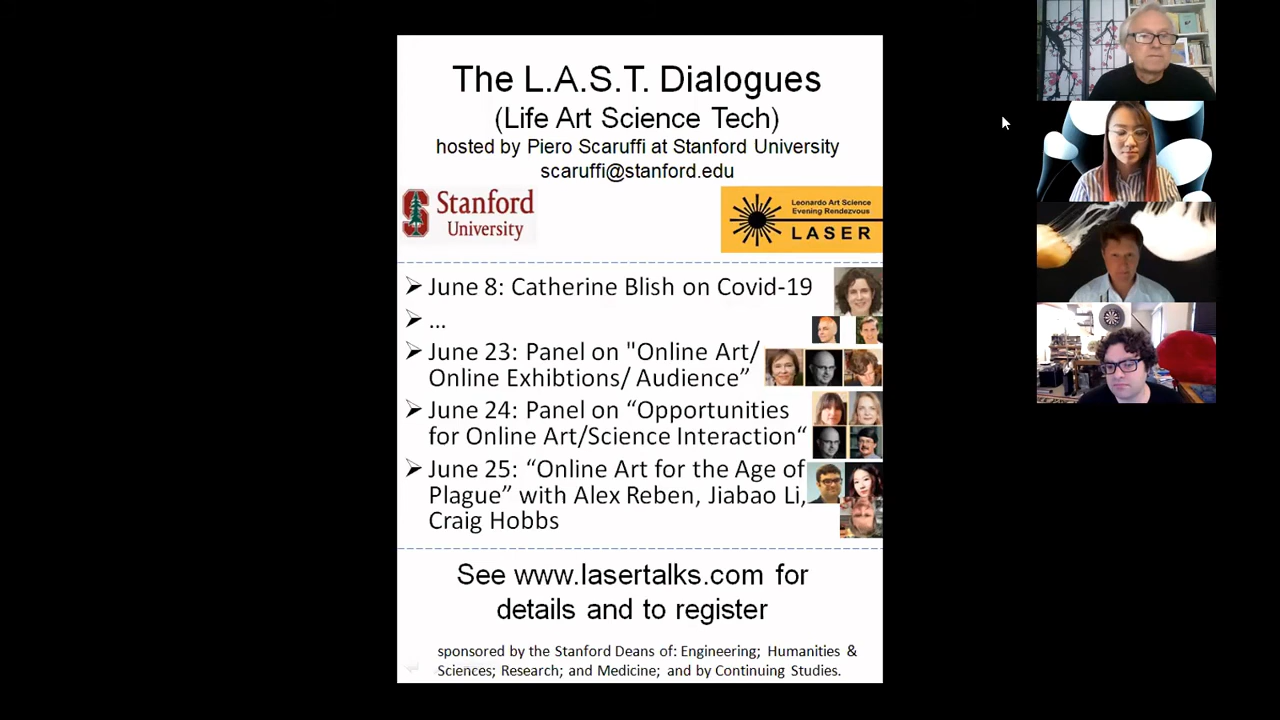 The L.A.S.T. Dialogues
(Life Art Science Tech)
hosted by Piero Scaruffi at Stanford University
scaruffi@stanford.edu
Stanford
University
Leonardo Art Science
Evening Rendezvous
LASER
June 8: Catherine Blish on Covid-19
...
June 23: Panel on "Online Art/
Online Exhibtions/ Audience”
June 24: Panel on “Opportunities
for Online Art/Science Interaction“
June 25: “Online Art for the Age of
Plague” with Alex Reben, Jiabao Li,
Craig Hobbs
See www.lasertalks.com for
details and to register
sponsored by the Stanford Deans of: Engineering; Humanities &
Sciences; Research; and Medicine; and by Continuing Studies.